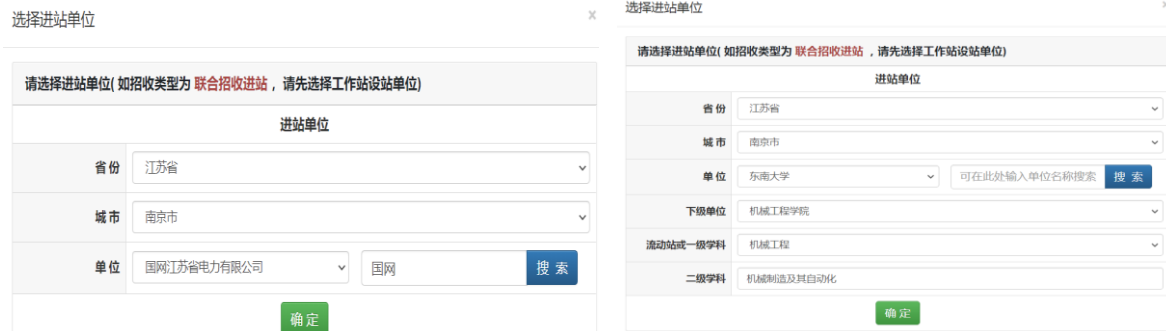 选择进站单位
x
请选择进站单位( 如招收类型为 联合招收进站 ，请先选择工作站设站单位)
进站单位
省份 江苏省
城市 南京市
单位 国网江苏省电力有限公司 国网 搜索
确定
选择进站单位
x
请选择进站单位( 如招收类型为 联合招收进站 ，请先选择工作站设站单位)
进站单位
省份 江苏省
城市 南京市
单位 东南大学 可在此处输入单位名称搜索 搜索
下级单位 机械工程学院
流动站或一级学科 机械工程
二级学科 机械制造及其自动化
确定